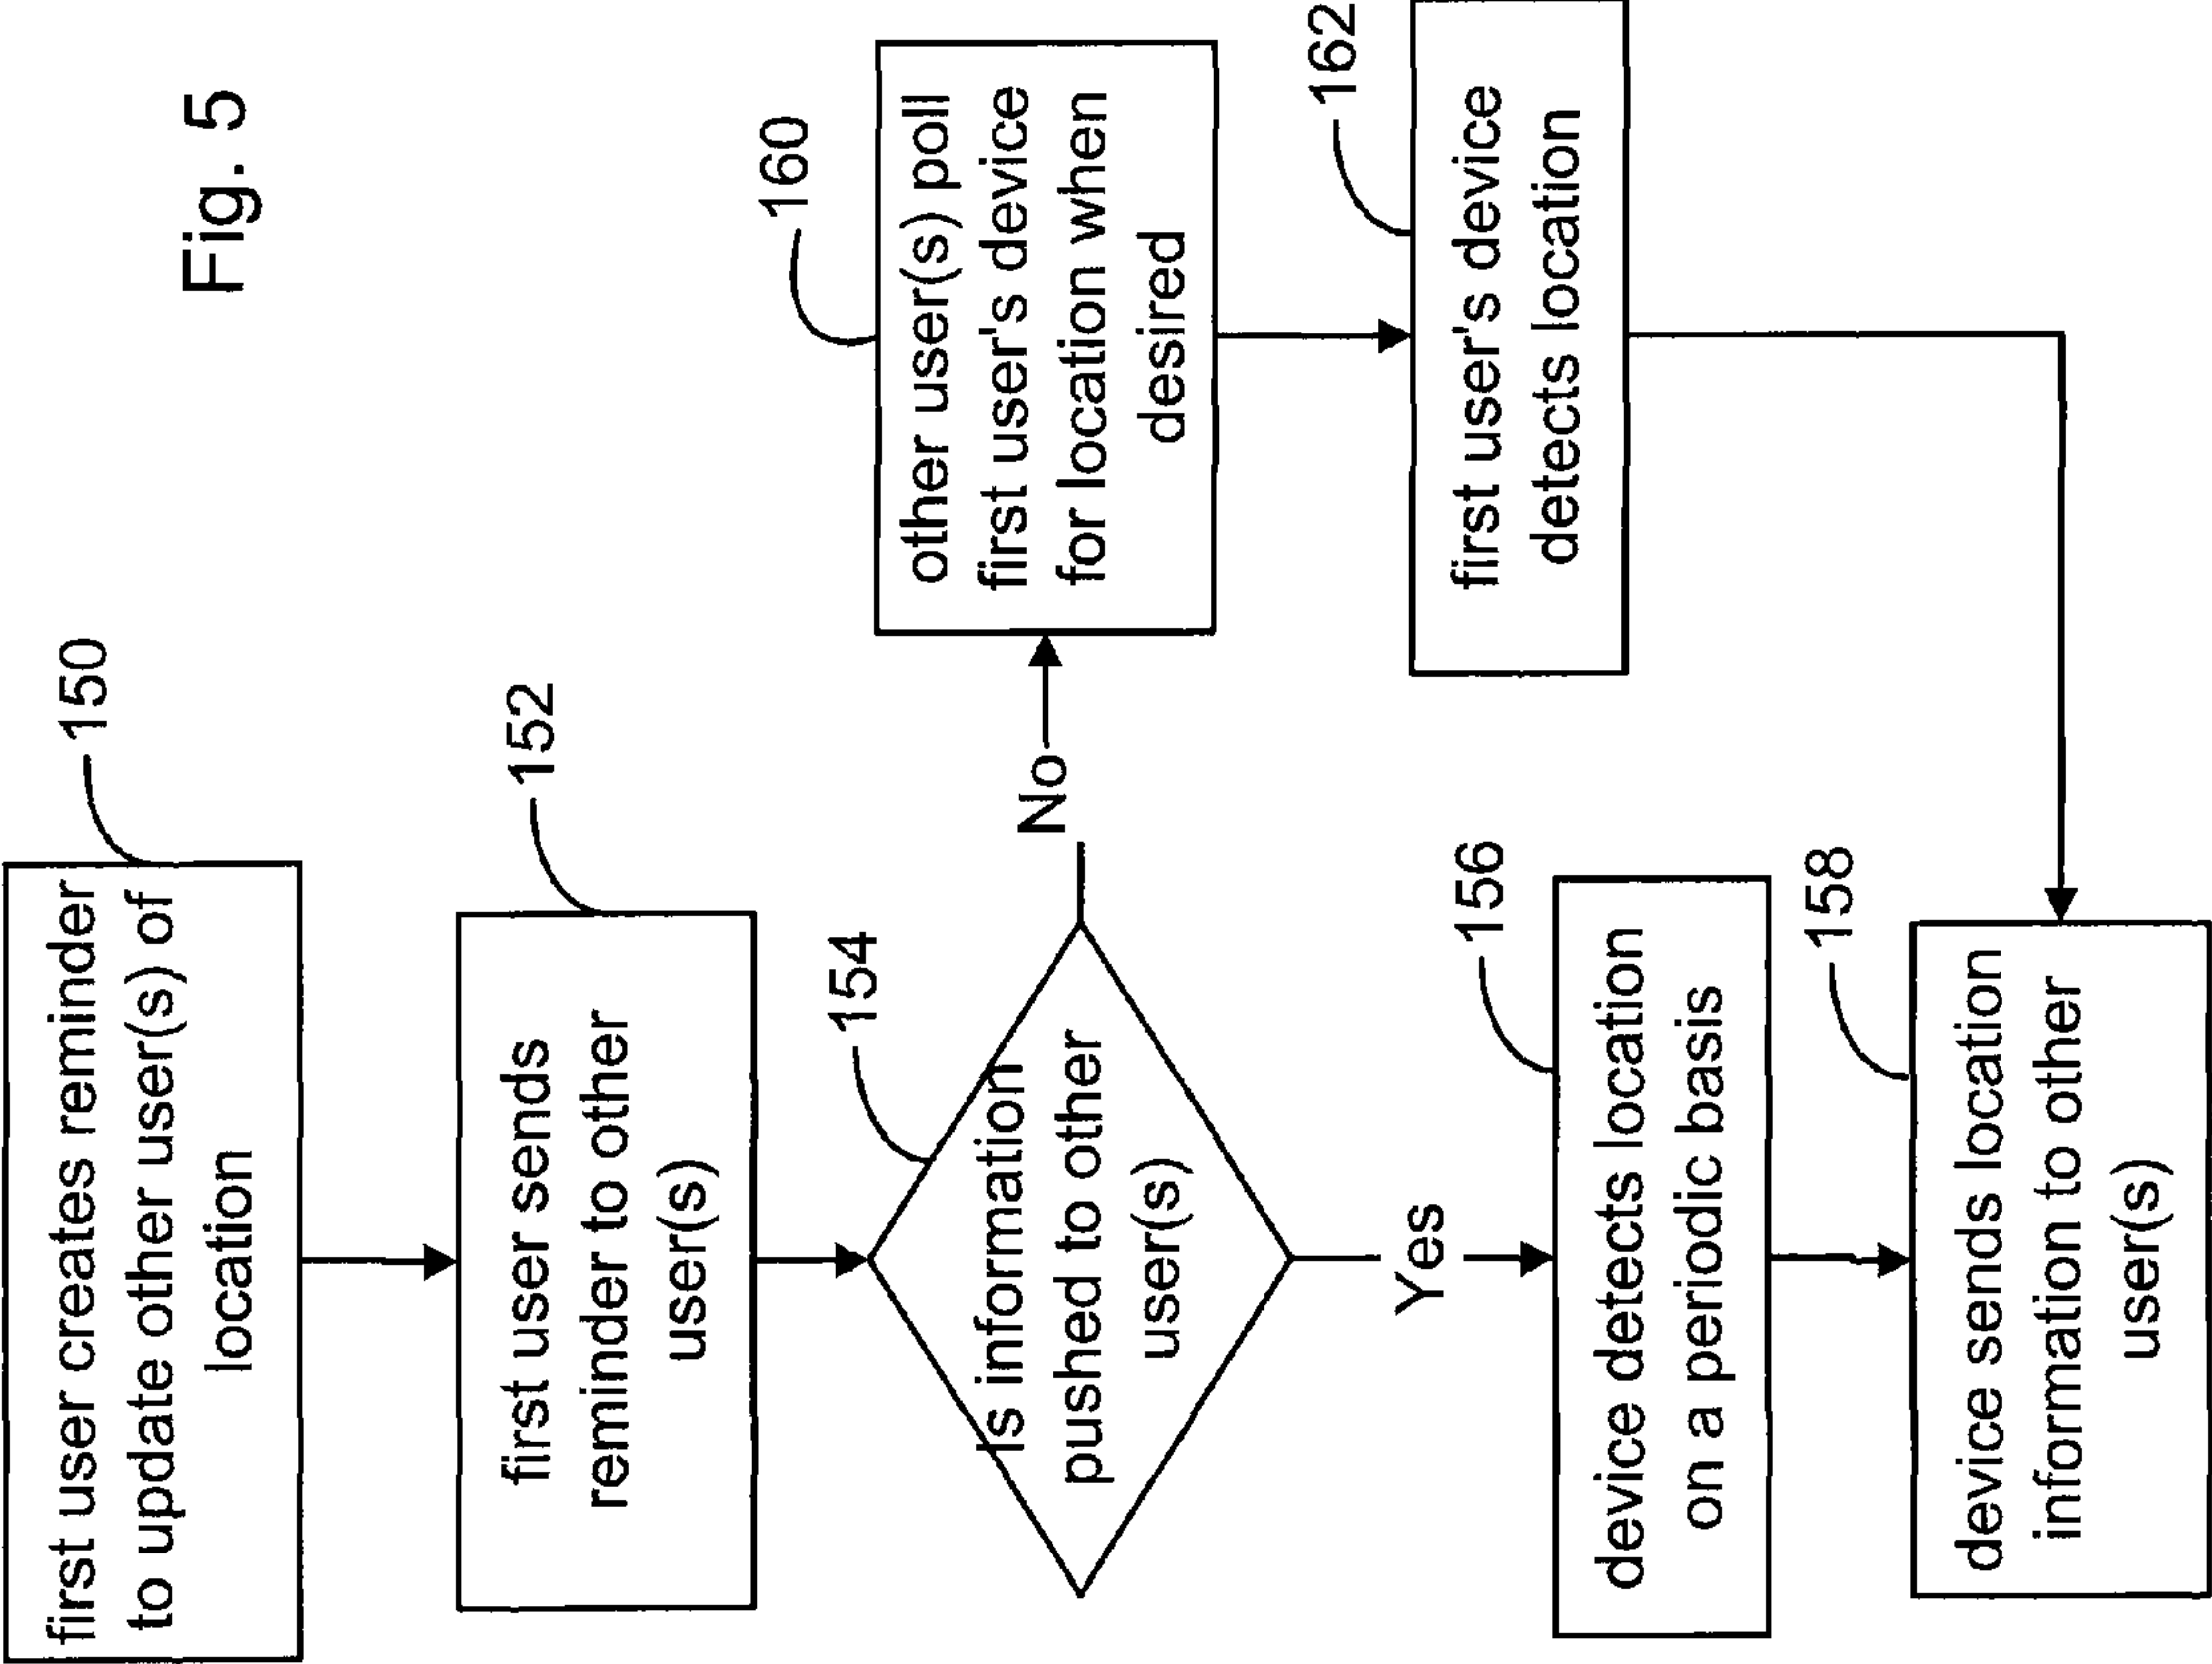 Fig. 5
150
first user creates reminder
to update other user(s) of
location
152
first user sends
reminder to other
user(s)
154
Is information
pushed to other
user(s)
No
160
other user(s) poll
first user's device
for location when
desired
162
first user's device
detects location
Yes
156
device detects location
on a periodic basis
158
device sends location
information to other
user(s)